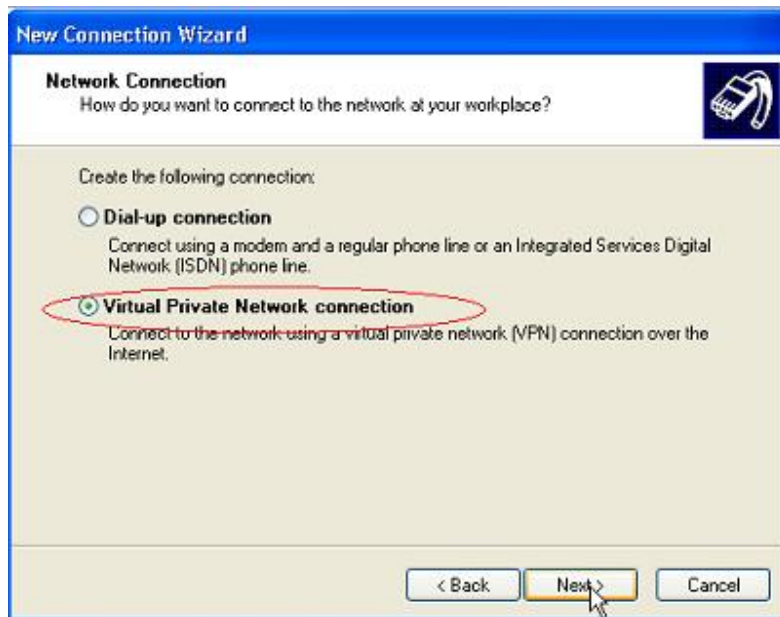 New Connection Wizard
Network Connection
How do you want to connect to the network at your workplace?
Create the following connection:
Dial-up connection
Connect using a modem and a regular phone line or an Integrated Services Digital
Network (ISDN) phone line.
Virtual Private Network connection
Connect to the network using a virtual private network (VPN) connection over the
Internet.
< Back
Next >
Cancel